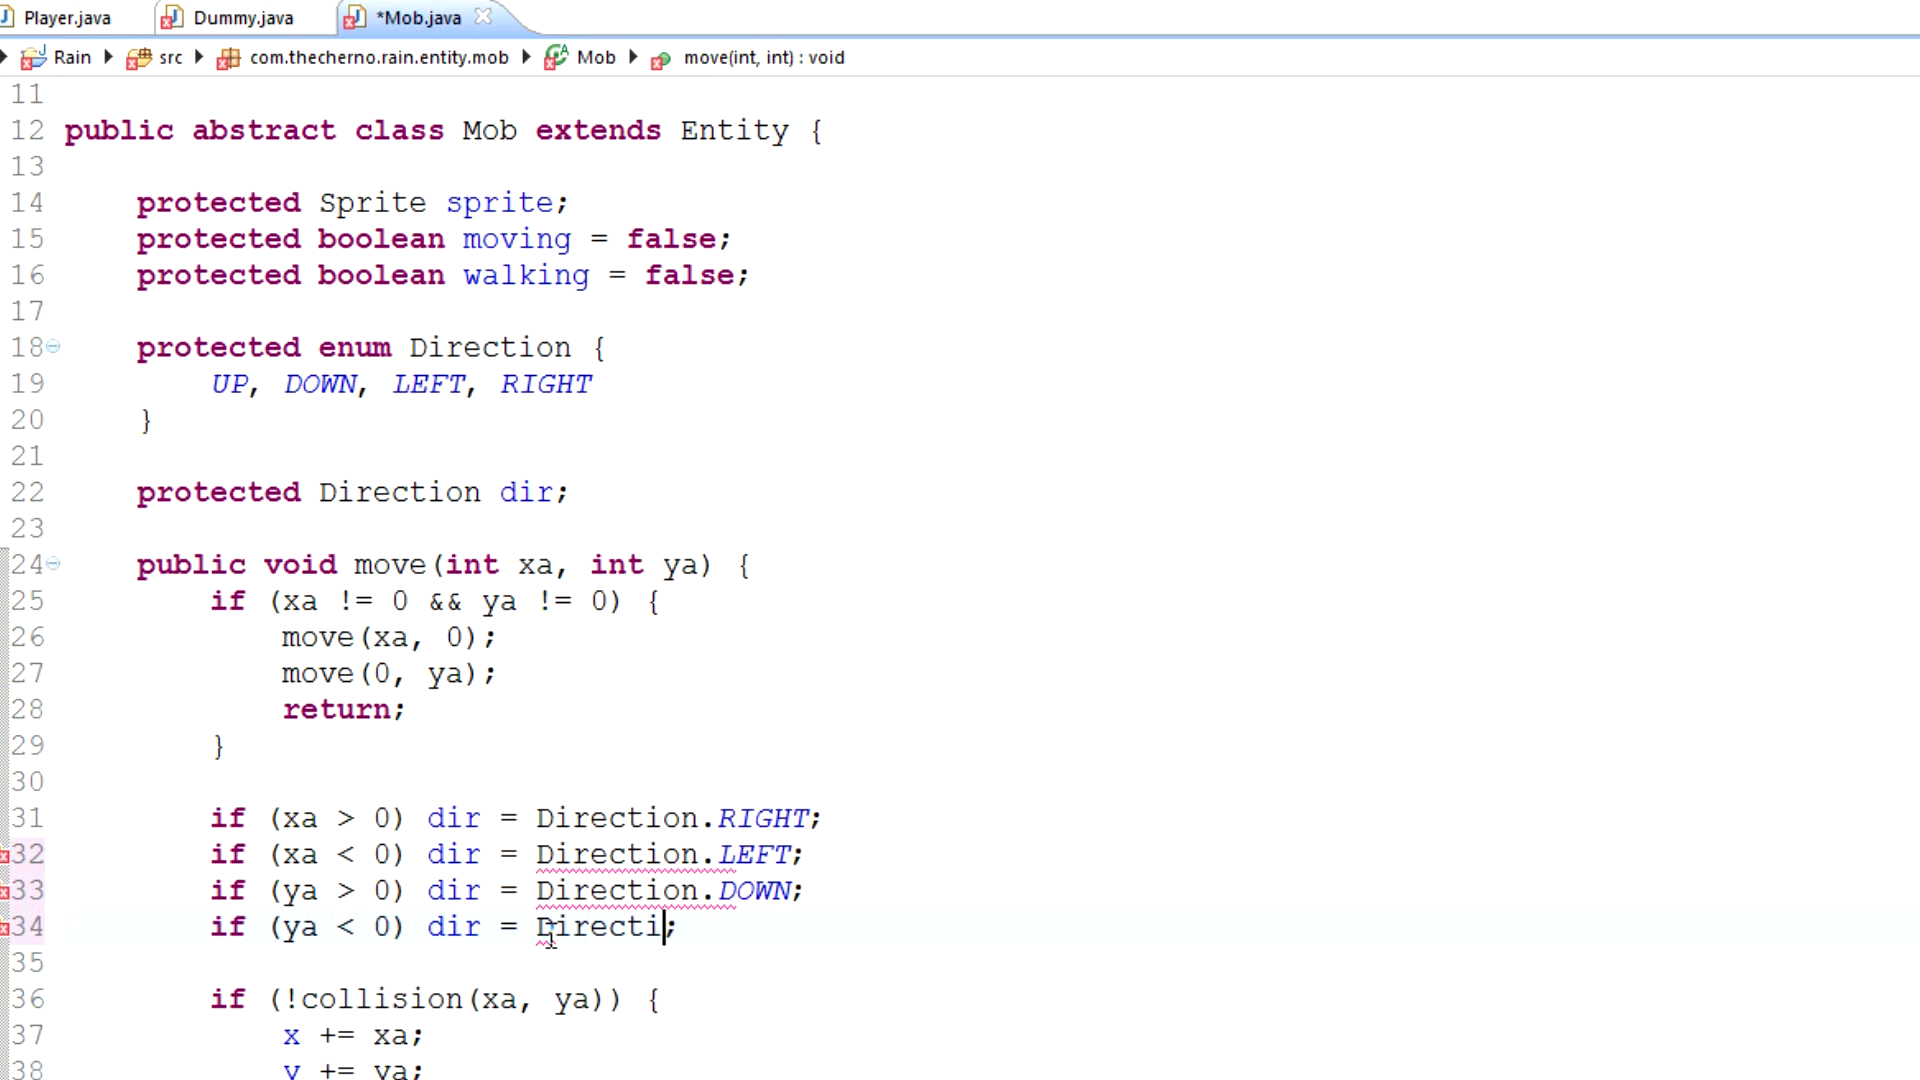 Player.java Dummy.java *Mob.java
Rain src com.thecherno.rain.entity.mob Mob move(int, int) : void
11
12 public abstract class Mob extends Entity {
13
14 protected Sprite sprite;
15 protected boolean moving = false;
16 protected boolean walking = false;
17
18 protected enum Direction {
19 UP, DOWN, LEFT, RIGHT
20 }
21
22 protected Direction dir;
23
24 public void move(int xa, int ya) {
25 if (xa != 0 && ya != 0) {
26 move(xa, 0);
27 move(0, ya);
28 return;
29 }
30
31 if (xa > 0) dir = Direction.RIGHT;
32 if (xa < 0) dir = Direction.LEFT;
33 if (ya > 0) dir = Direction.DOWN;
34 if (ya < 0) dir = Directi;
35
36 if (!collision(xa, ya)) {
37 x += xa;
38 y += ya;